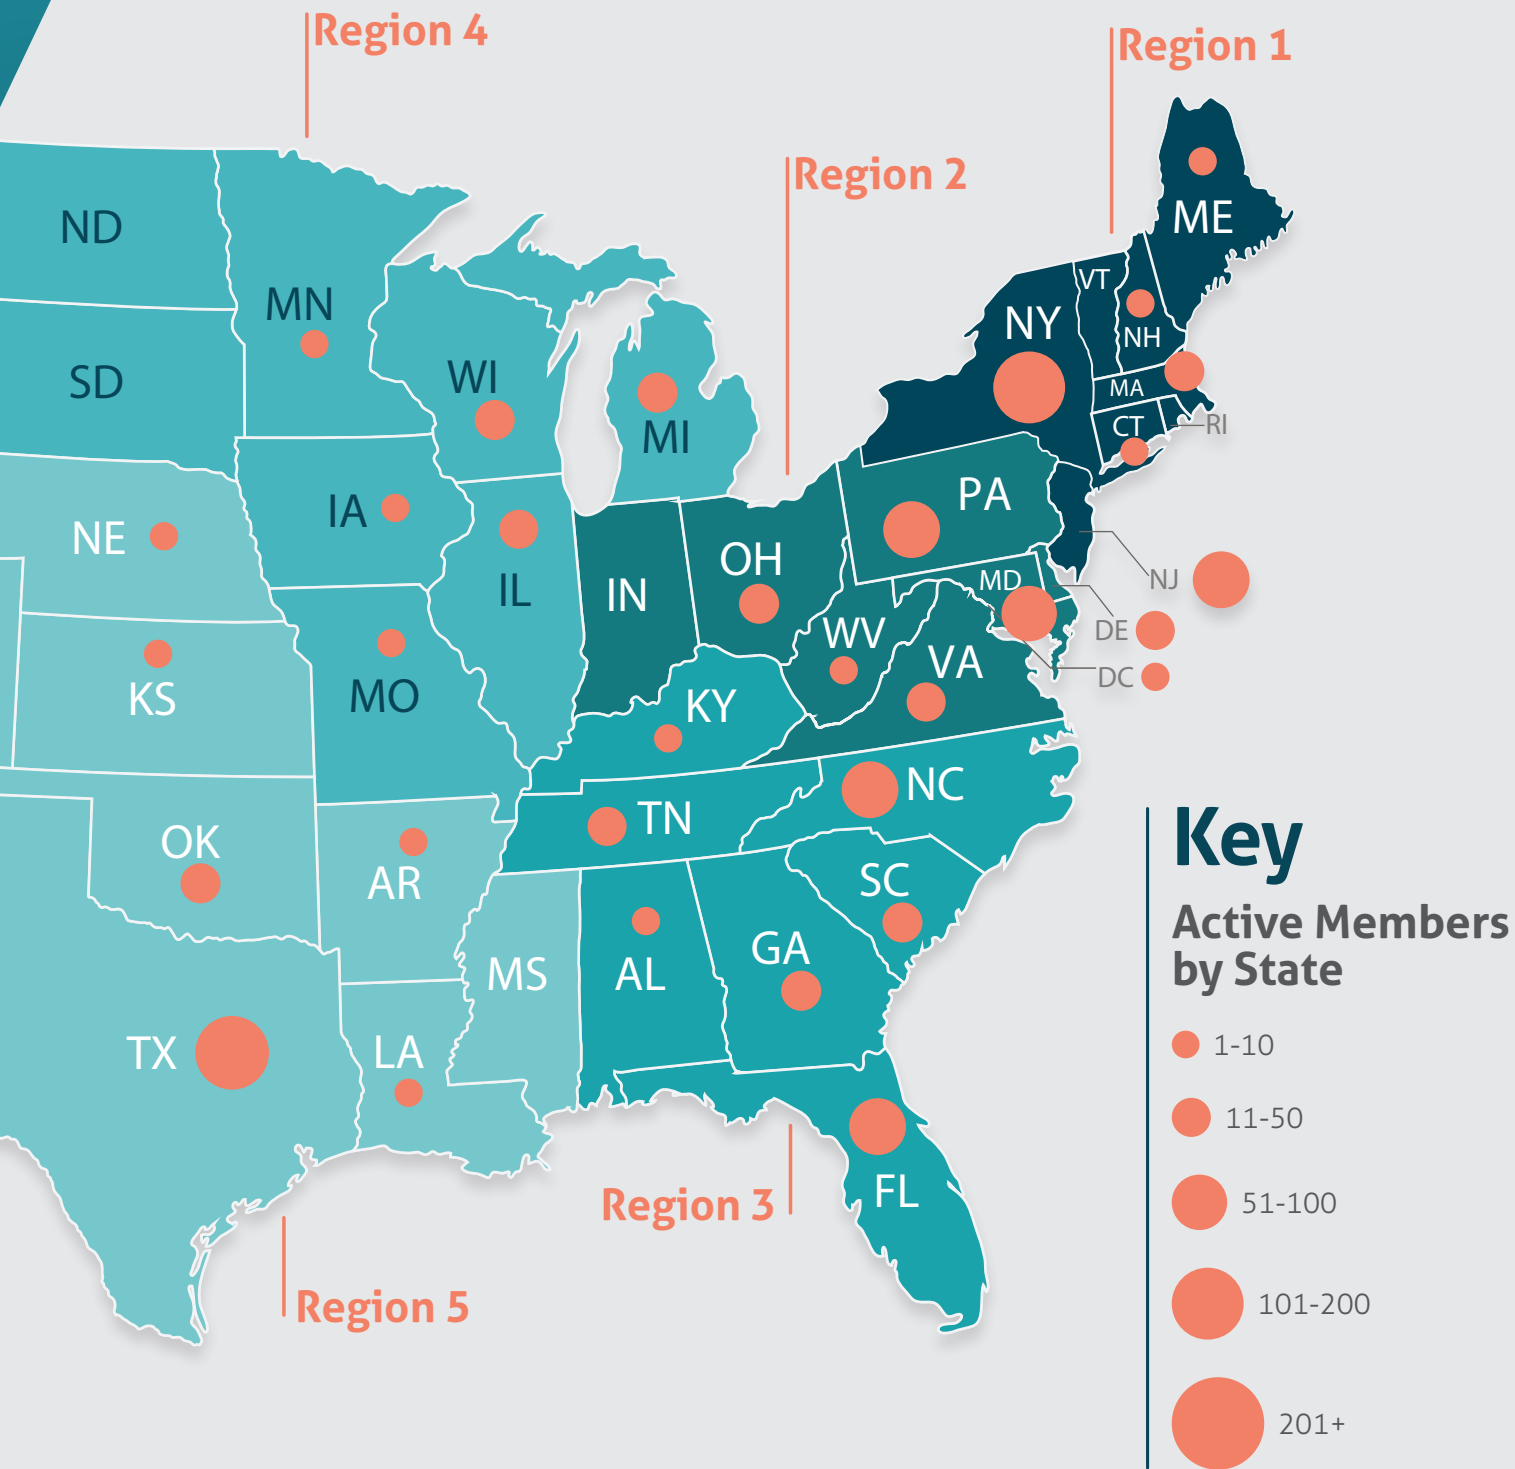 Region 4
Region 1
Region 2
ME
ND
VT
MN
NY
NH
WI
SD
MA
CT
RI
MI
PA
IA
NE
OH
NJ
MD
IL
IN
DE
WV
VA
DC
KS
MO
KY
NC
TN
Key
OK
AR
SC
Active Members
by State
GA
MS
AL
1-10
TX
LA
11-50
FL
Region 3
51-100
Region 5
101-200
201+